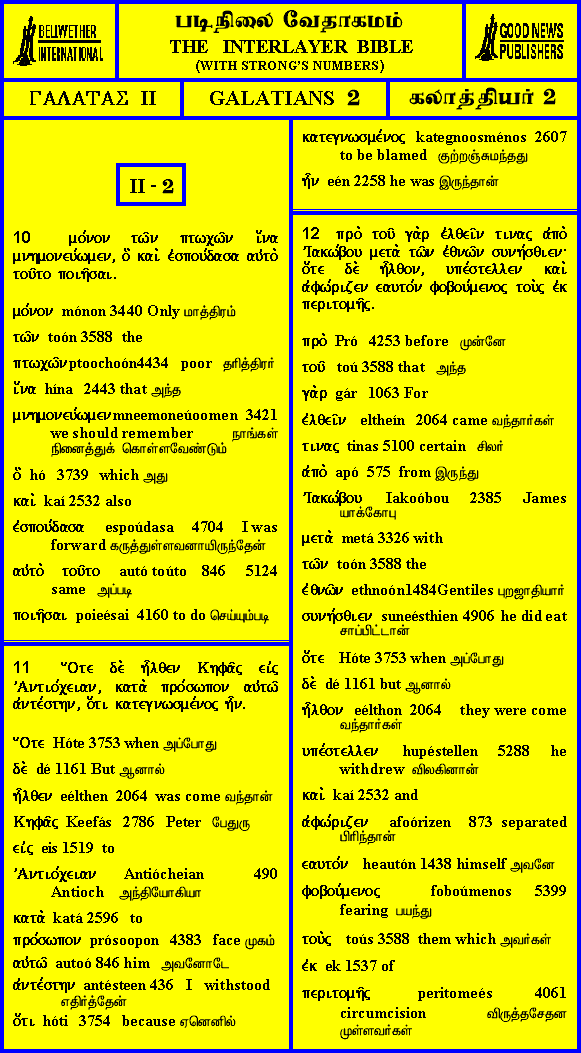 BELLWETHER
INTERNATIONAL
படிநிலை வேதாகமம்
THE INTERLAYER BIBLE
(WITH STRONG'S NUMBERS)
GOOD NEWS
PUBLISHERS
ΓΑΛΑΤΑΣ II
GALATIANS 2
கலாத்தியர் 2
II - 2
10 μόνον τῶν πτωχῶν ἵνα
μνημονεύωμεν, ὃ καὶ ἐσπούδασα αὐτὸ
τοῦτο ποιῆσαι..
μόνον mónon 3440 Only மாத்திரம்
τῶν toón 3588 the
πτωχῶνptoochoón4434 poor தரித்திரர்
ἵνα hína 2443 that அந்த
μνημονεύωμεν mneemoneúoomen 3421
we should remember நாங்கள்
நினைத்துக் கொள்ளவேண்டும்
ὃ hó 3739 which அது
καὶ kaí 2532 also
ἐσπούδασα espoúdasa 4704 I was
forward கருத்துள்ளவனாயிருந்தேன்
αὐτὸ τοῦτο autó toúto 846 5124
same அப்படி
ποιῆσαι poieésai 4160 to do செய்யும்படி
11 Ὅτε δὲ ἦλθεν Κηφᾶς εἰς
Ἀντιόχειαν, κατὰ πρόσωπον αὐτῶ
ἀντέστην, ὅτι κατεγνωσμένος ἦν.
Ὅτε Hóte 3753 when அப்போது
δὲ dé 1161 But ஆனால்
ἦλθεν eélthen 2064 was come வந்தான்
Κηφᾶς Keefás 2786 Peter பேதுரு
εἰς eis 1519 to
Ἀντιόχειαν Antiócheian 490
Antioch அந்தியோகியா
κατὰ katá 2596 to
πρόσωπον prósoopon 4383 face முகம்
αὐτῶ autoó 846 him அவனோடே
ἀντέστην antésteen 436 I withstood
எதிர்த்தேன்
ὅτι hóti 3754 because ஏனெனில்
κατεγνωσμένος kategnoosménos 2607
to be blamed குற்றஞ்சுமந்தது
ἦν eén 2258 he was இருந்தான்
12 πρὸ τοῦ γὰρ ἐλθεῖν τινας ἀπὸ
Ἰακώβου μετὰ τῶν ἐθνῶν συνήσθιεν·
ὅτε δὲ ἦλθον, υπέστελλεν καὶ
ἀφώριζεν εαυτόν φοβούμενος τοὺς ἐκ
περιτομῆς.
πρὸ Pró 4253 before முன்னே
τοῦ toú 3588 that அந்த
γὰρ gár 1063 For
ἐλθεῖν eltheín 2064 came வந்தார்கள்
τινας tinas 5100 certain சிலர்
ἀπὸ apó 575 from இருந்து
Ἰακώβου Iakoóbou 2385 James
யாக்கோபு
μετὰ metá 3326 with
τῶν toón 3588 the
ἐθνῶν ethnoón1484Gentiles புறஜாதியார்
συνήσθιεν suneésthien 4906 he did eat
சாப்பிட்டான்
ὅτε Hóte 3753 when அப்போது
δὲ dé 1161 but ஆனால்
ἦλθον eélthon 2064 they were come
வந்தார்கள்
υπέστελλεν hupéstellen 5288 he
withdrew விலகினான்
καὶ kaí 2532 and
ἀφώριζεν afoórizen 873 separated
பிரிந்தான்
εαυτόν heautón 1438 himself அவனே
φοβούμενος foboúmenos 5399
fearing பயந்து
τοὺς toús 3588 them which அவர்கள்
ἐκ ek 1537 of
περιτομῆς peritomeés 4061
circumcision விருத்தசேதன
முள்ளவர்கள்